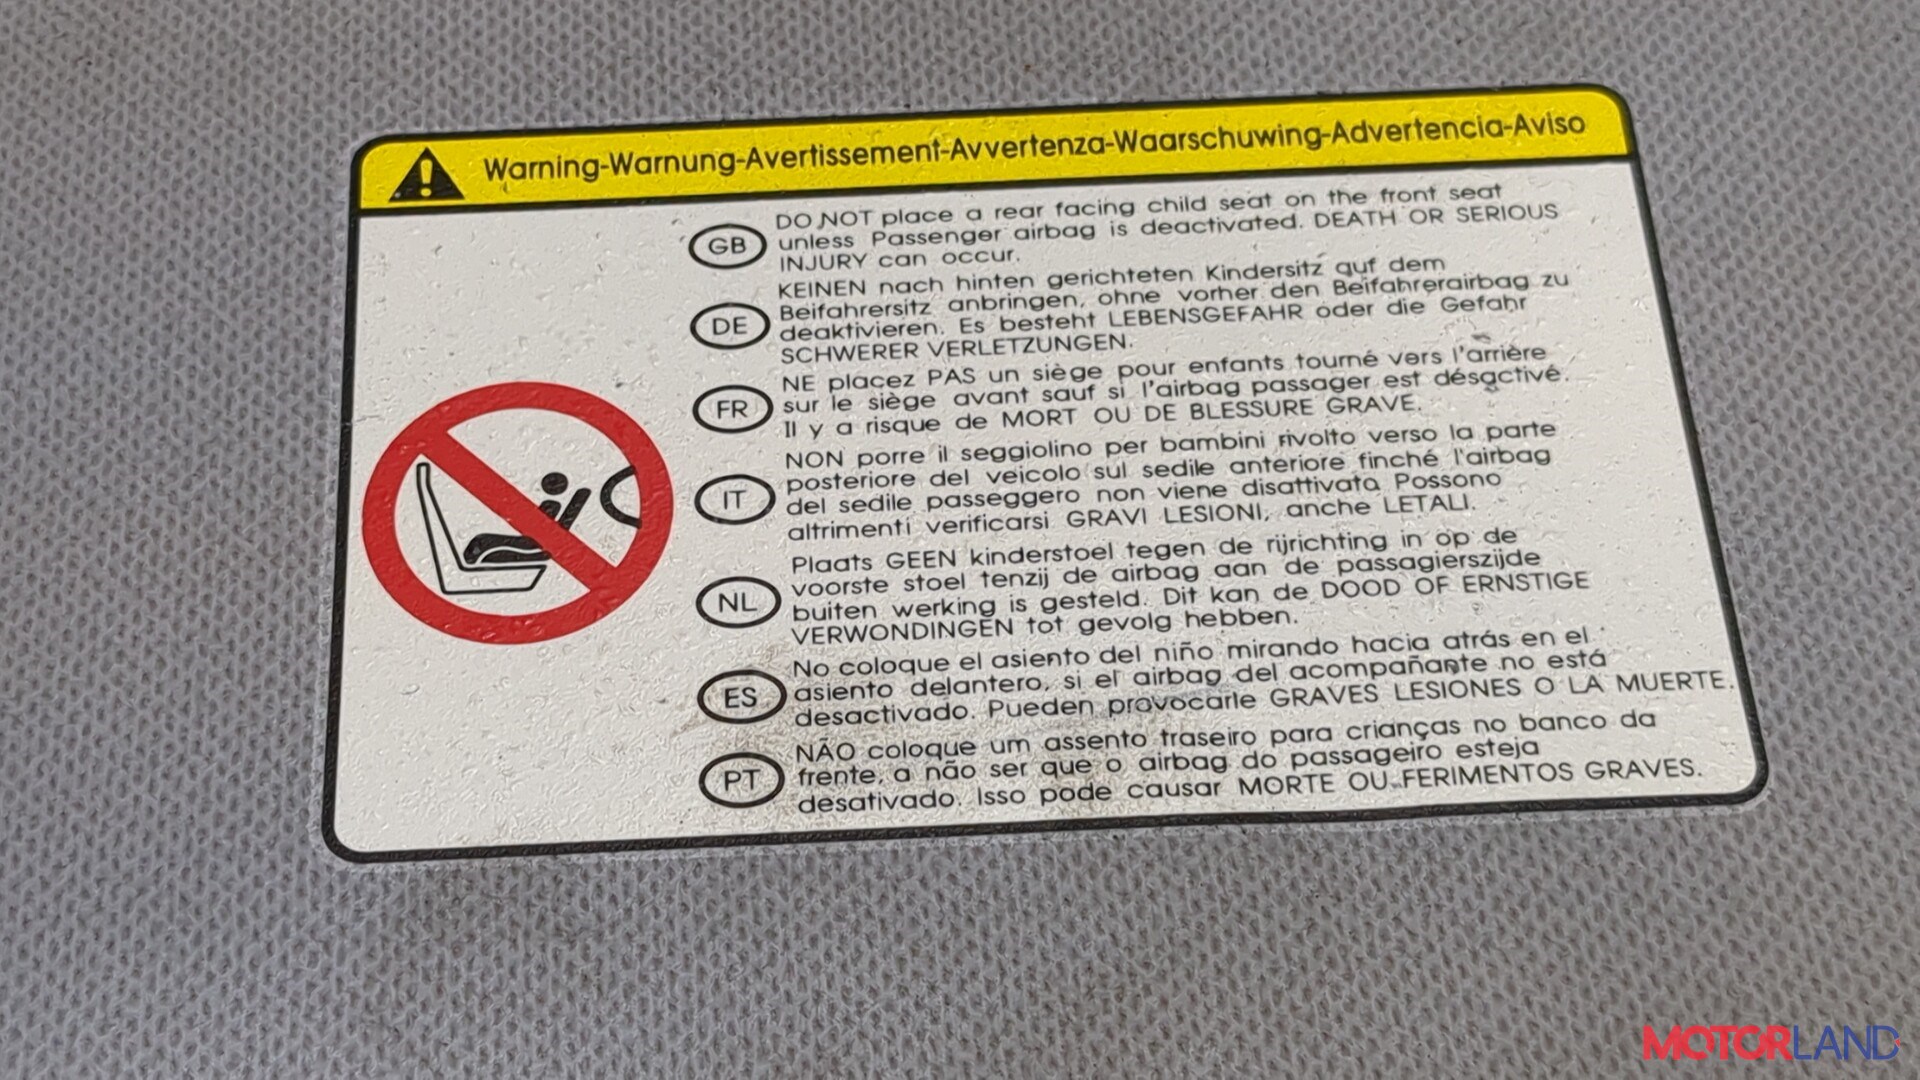 Warning-Warnung-Avertissement-Avvertenza-Waarschuwing-Advertencia-Aviso
GB
DO NOT place a rear facing child seat on the front seat
unless Passenger airbag is deactivated. DEATH OR SERIOUS
INJURY can occur.
DE
KEINEN nach hinten gerichteten Kindersitz auf dem
Beifahrersitz anbringen, ohne vorher den Beifahrerairbag zu
deaktivieren. Es besteht LEBENSGEFAHR oder die Gefahr
SCHWERER VERLETZUNGEN.
FR
NE placez PAS un siège pour enfants tourné vers l'arrière
sur le siège avant sauf si l'airbag passager est désactivé.
Il y a risque de MORT OU DE BLESSURE GRAVE.
IT
NON porre il seggiolino per bambini rivolto verso la parte
posteriore del veicolo sul sedile anteriore finché l'airbag
del sedile passeggero non viene disattivato Possono
altrimenti verificarsi GRAVI LESIONI, anche LETALI.
NL
Plaats GEEN kinderstoel tegen de rijrichting in op de
voorste stoel tenzij de airbag aan de passagierszijde
buiten werking is gesteld. Dit kan de DOOD OF ERNSTIGE
VERWONDINGEN tot gevolg hebben.
ES
No coloque el asiento del niño mirando hacia atrás en el
asiento delantero, si el airbag del acompañante no está
desactivado. Pueden provocarle GRAVES LESIONES O LA MUERTE.
PT
NÃO coloque um assento traseiro para crianças no banco da
frente, a não ser que o airbag do passageiro esteja
desativado. Isso pode causar MORTE OU FERIMENTOS GRAVES.
MOTORLAND